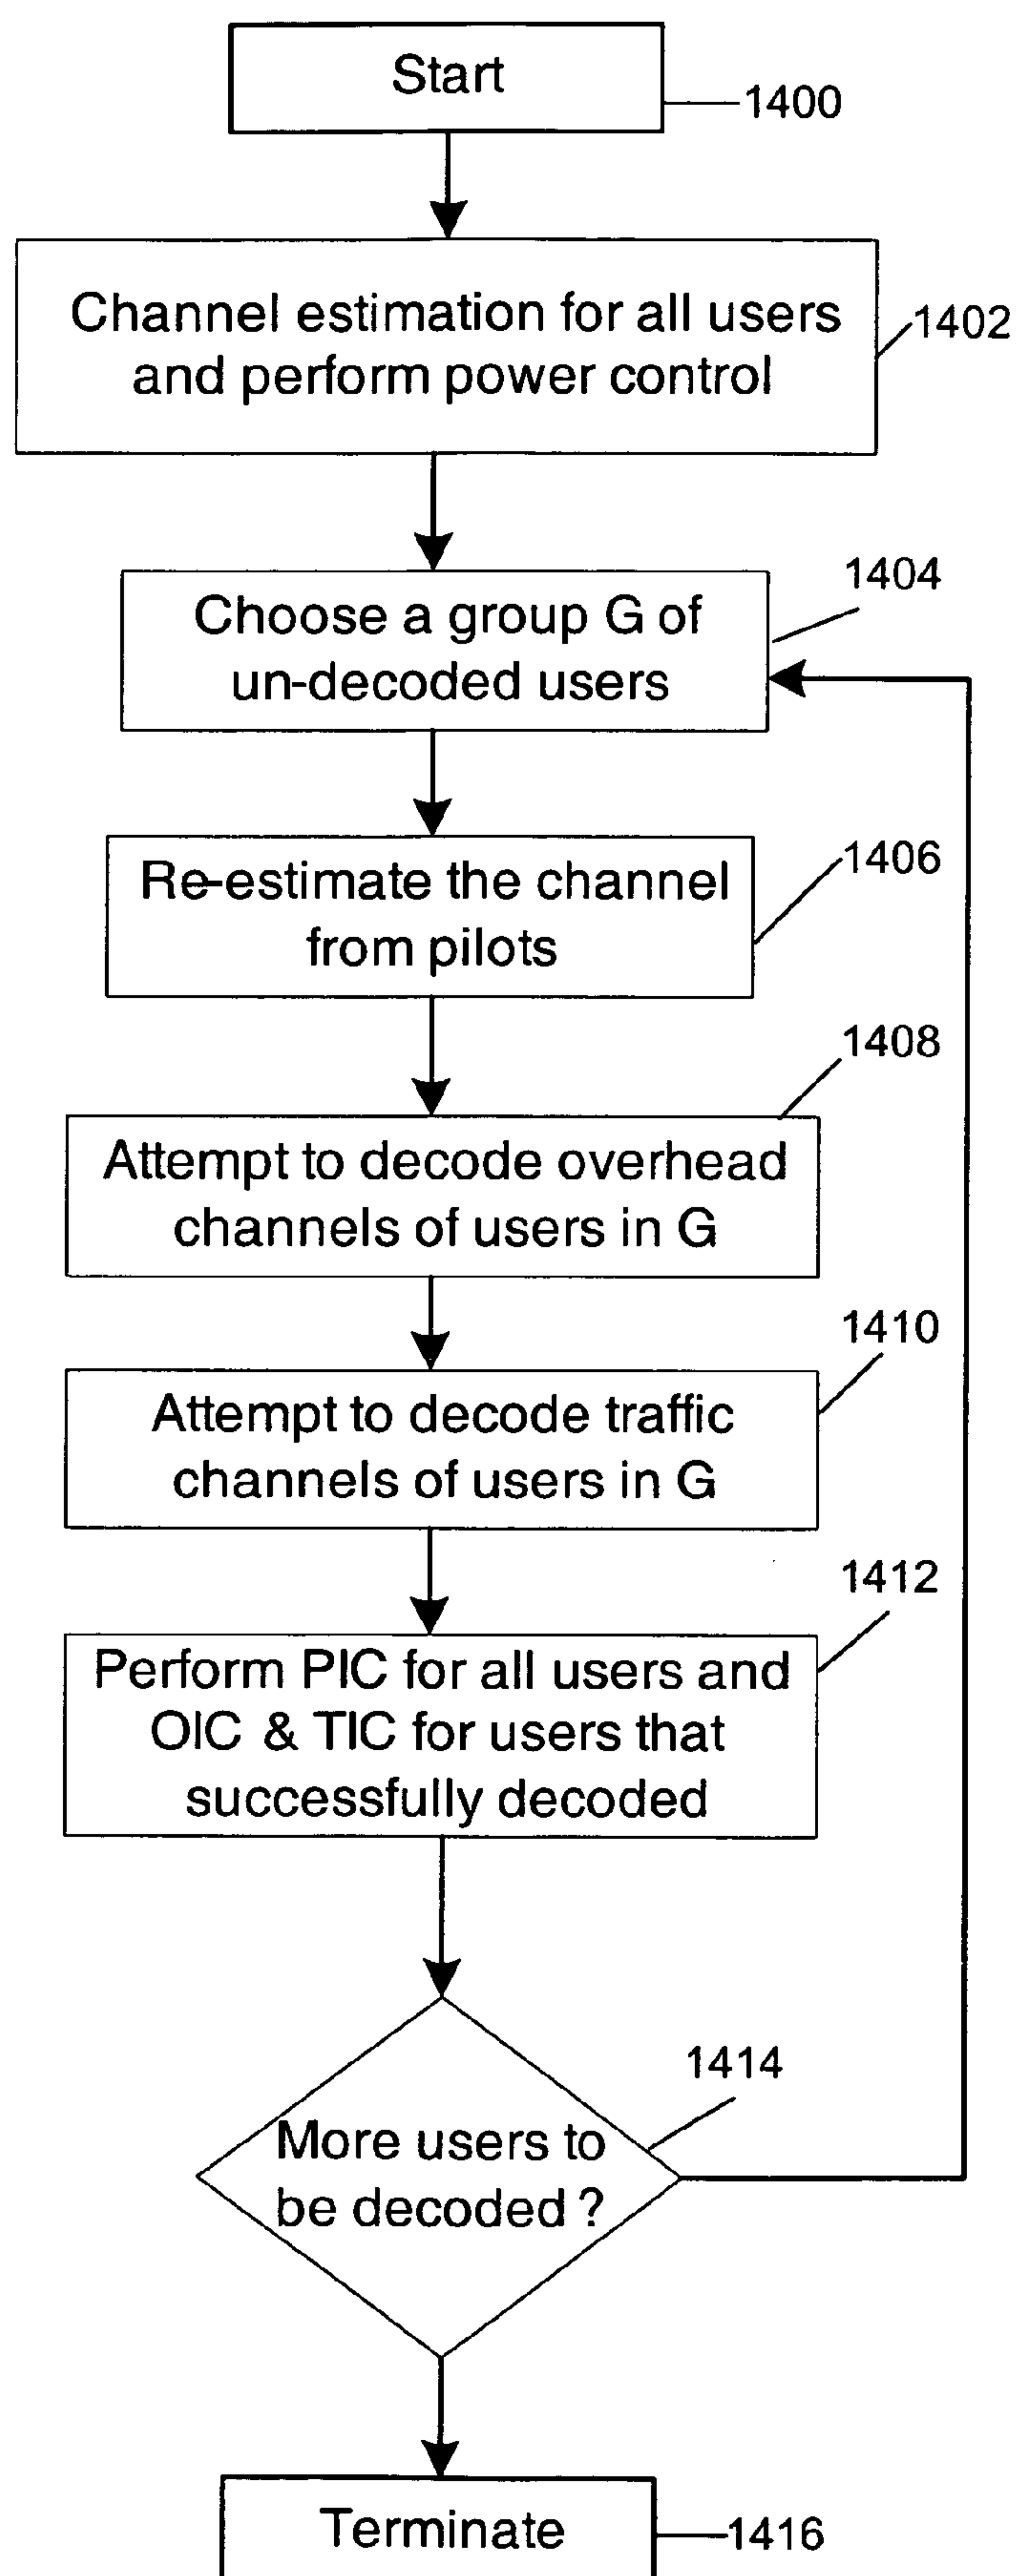 Start
1400
Channel estimation for all users
and perform power control
1402
1404
Choose a group G of
un-decoded users
1406
Re-estimate the channel
from pilots
1408
Attempt to decode overhead
channels of users in G
1410
Attempt to decode traffic
channels of users in G
1412
Perform PIC for all users and
OIC & TIC for users that
successfully decoded
1414
More users to
be decoded ?
Terminate
1416